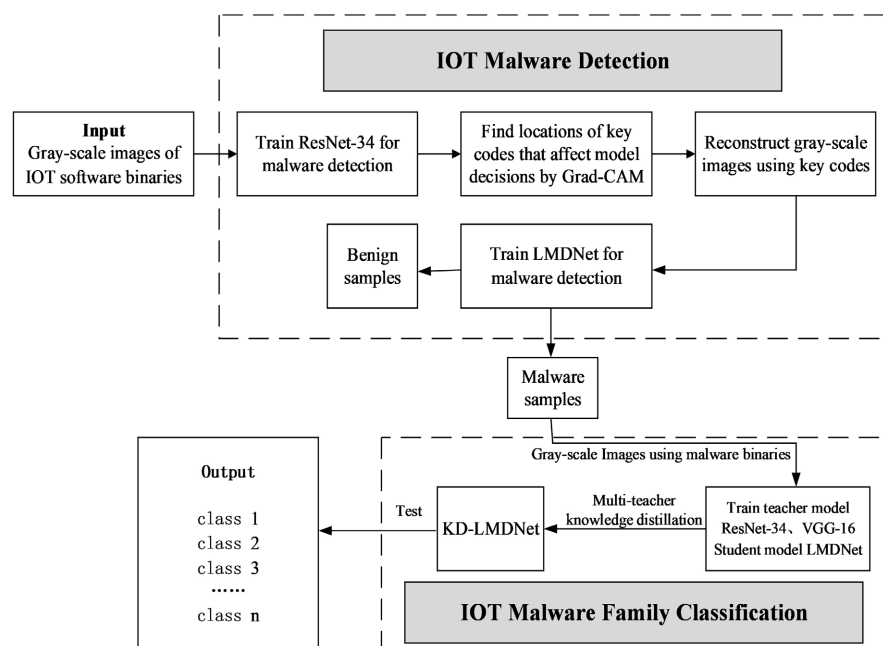 IOT Malware Detection
Input
Gray-scale images of
IOT software binaries
Train ResNet-34 for
malware detection
Find locations of key
codes that affect model
decisions by Grad-CAM
Reconstruct gray-scale
images using key codes
Benign
samples
Train LMDNet for
malware detection
Malware
samples
Gray-scale Images using malware binaries
Train teacher model
ResNet-34、VGG-16
Student model LMDNet
Multi-teacher
knowledge distillation
KD-LMDNet
Test
Output
class 1
class 2
class 3
……
class n
IOT Malware Family Classification